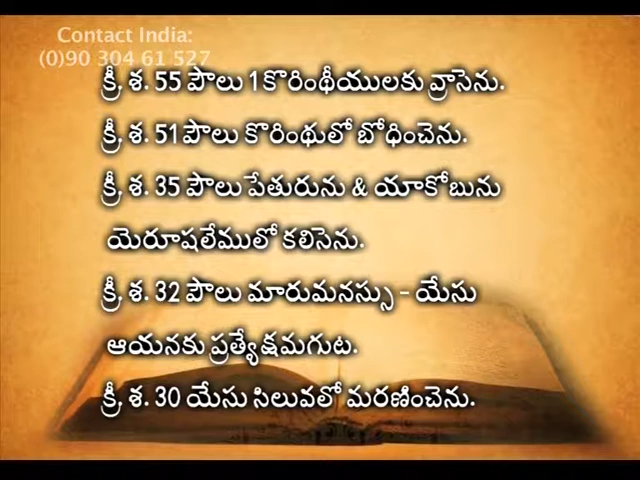 Contact India:
(0)90 304 61 527
క్రీ. శ. 55 పౌలు 1 కొరింథీయులకు వ్రాసెను.
క్రీ. శ. 51 పౌలు కొరింథులో బోధించెను.
క్రీ. శ. 35 పౌలు పేతురును & యాకోబును
యెరూషలేములో కలిసెను.
క్రీ. శ. 32 పౌలు మారుమనస్సు – యేసు
ఆయనకు ప్రత్యేక్షమగుట.
క్రీ. శ. 30 యేసు సిలువలో మరణించెను.